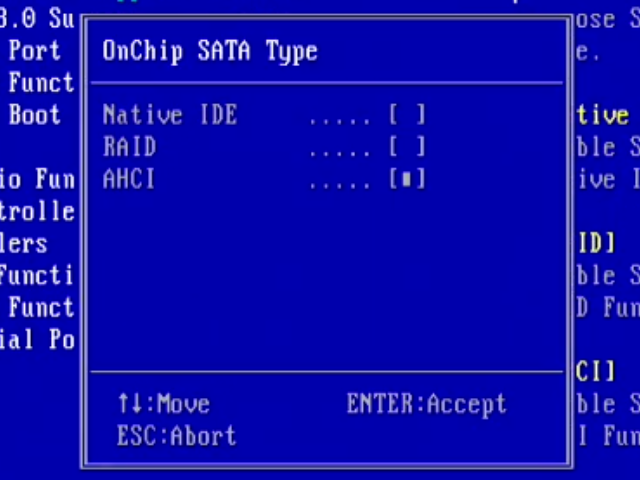 3.0 Su
Port
Funct
Boot
io Fun
trolle
lers
Functi
Funct
ial Po
OnChip SATA Type
Native IDE ..... [ ]
RAID ..... [ ]
AHCI ..... [▮]
↑↓:Move ENTER:Accept
ESC:Abort
ose S
e.
tive
ble S
ive I
ID]
ble S
D Fun
CI]
ble S
I Fun